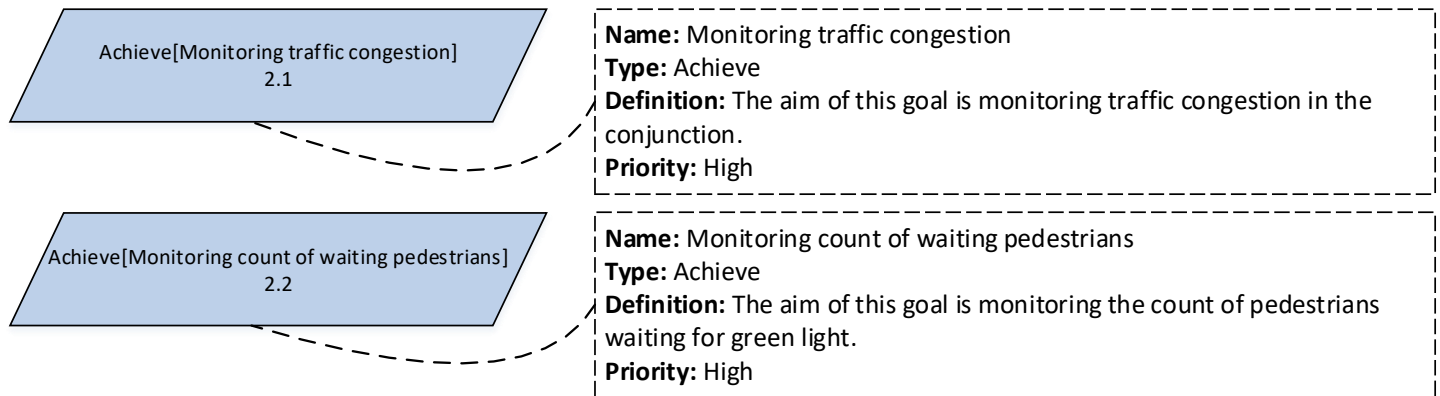 Achieve[Monitoring traffic congestion]
2.1
Name: Monitoring traffic congestion
Type: Achieve
Definition: The aim of this goal is monitoring traffic congestion in the
conjunction.
Priority: High
Achieve[Monitoring count of waiting pedestrians]
2.2
Name: Monitoring count of waiting pedestrians
Type: Achieve
Definition: The aim of this goal is monitoring the count of pedestrians
waiting for green light.
Priority: High